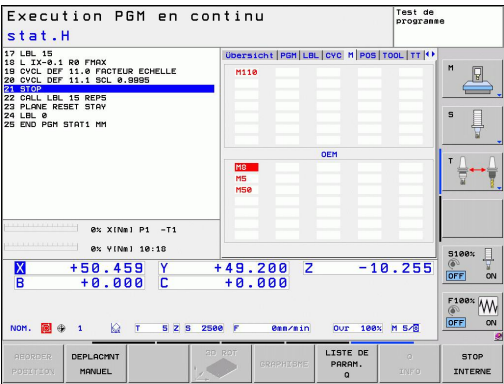 Execution PGM en continu
stat.H
Test de
programme
17 LBL 15
18 L IX-0.1 R0 FMAX
19 CYCL DEF 11.0 FACTEUR ECHELLE
20 CYCL DEF 11.1 SCL 0.9995
21 STOP
22 CALL LBL 15 REP5
23 PLANE RESET STAY
24 LBL 0
25 END PGM STAT1 MM
Übersicht PGM LBL CYC M POS TOOL TT
M110
OEM
M8
M5
M50
0% X[Nm] P1 -T1
0% Y[Nm] 10:18
X +50.459 Y +49.200 Z -10.255
B +0.000 C +0.000
NOM. 1 T 5 Z S 2500 F 0mm/min Ovr 100% M 5/8
M
S
T
S100%
OFF ON
F100%
OFF ON
ABORDER
POSITION
DEPLACMNT
MANUEL
3D ROT
GRAPHISME
LISTE DE
PARAM.
Q
Q
INFO
STOP
INTERNE